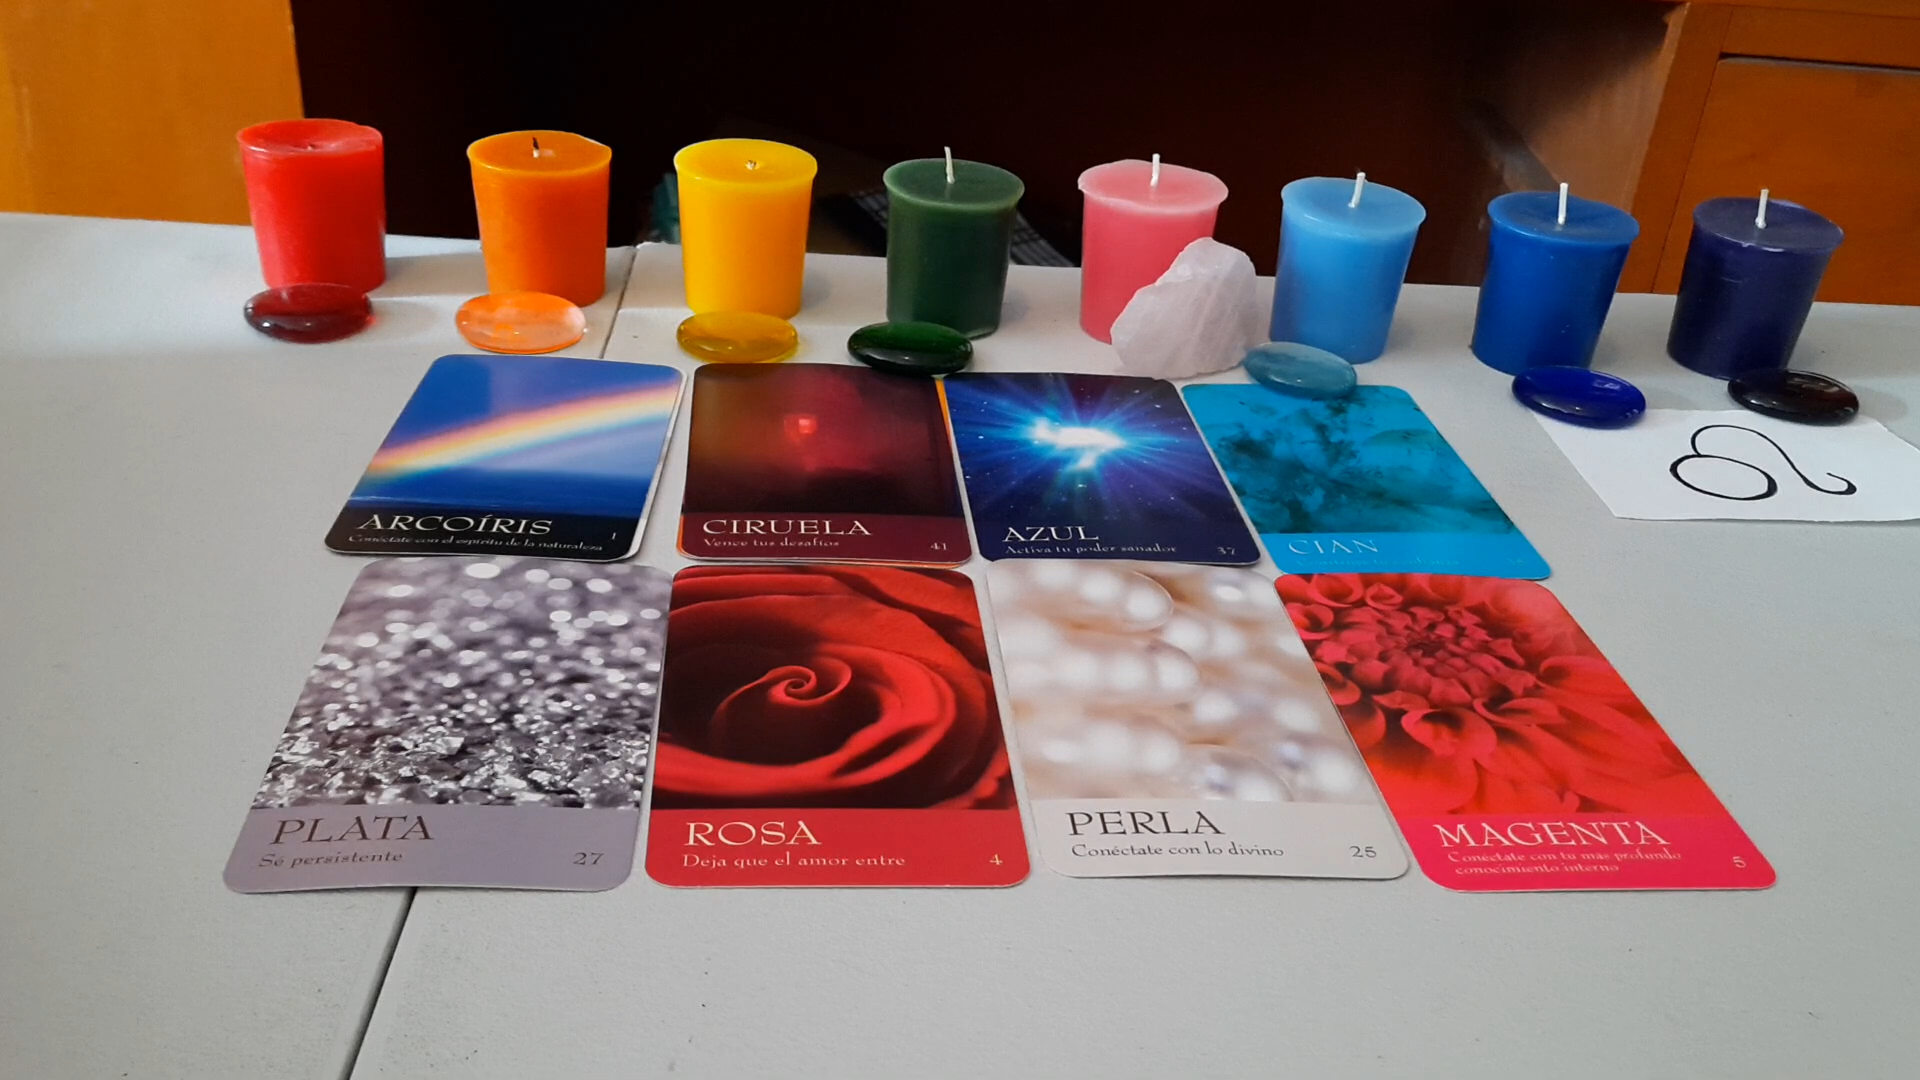 ARCOÍRIS
Conéctate con el espíritu de la naturaleza
1
CIRUELA
Vence tus desafíos
41
AZUL
Activa tu poder sanador
37
CIAN
PLATA
Sé persistente
27
ROSA
Deja que el amor entre
4
PERLA
Conéctate con lo divino
25
MAGENTA
Conéctate con tu más profundo
conocimiento interno
5